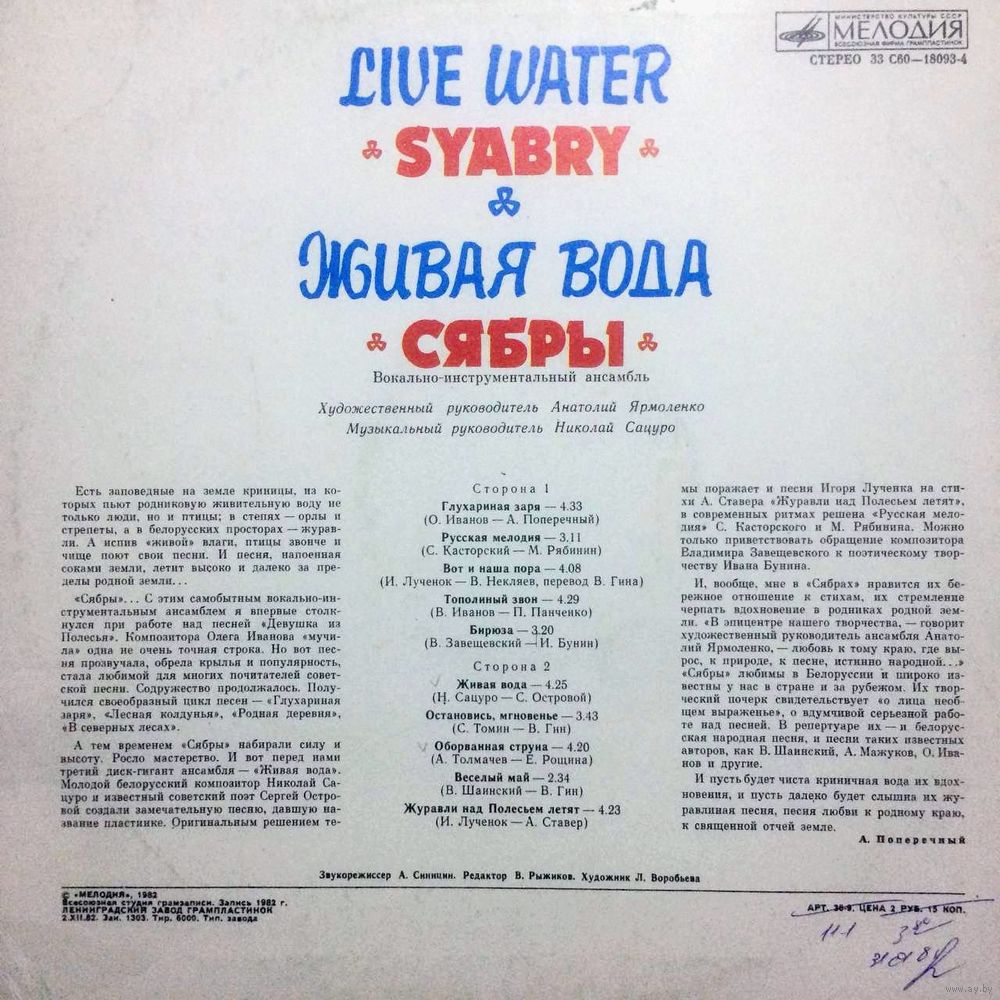 МИНИСТЕРСТВО КУЛЬТУРЫ СССР
МЕЛОДИЯ
ВСЕСОЮЗНАЯ ФИРМА ГРАМПЛАСТИНОК
СТЕРЕО 33 С60—18093-4
LIVE WATER
SYABRY
ЖИВАЯ ВОДА
СЯБРЫ
Вокально-инструментальный ансамбль
Художественный руководитель Анатолий Ярмоленко
Музыкальный руководитель Николай Сацуро
Есть заповедные на земле криницы, из ко-
торых пьют родниковую живительную воду не
только люди, но и птицы; в степях — орлы и
стрепеты, а в белорусских просторах — журав-
ли. А испив «живой» влаги, птицы звонче и
чище поют свои песни. И песня, напоенная
соками земли, летит высоко и далеко за пре-
делы родной земли...
«Сябры»... С этим самобытным вокально-ин-
струментальным ансамблем я впервые столк-
нулся при работе над песней «Девушка из
Полесья». Композитора Олега Иванова «мучи-
ла» одна не очень точная строка. Но вот пес-
ня прозвучала, обрела крылья и популярность,
стала любимой для многих почитателей совет-
ской песни. Содружество продолжалось. Полу-
чился своеобразный цикл песен — «Глухариная
заря», «Лесная колдунья», «Родная деревня»,
«В северных лесах».
А тем временем «Сябры» набирали силу и
высоту. Росло мастерство. И вот перед нами
третий диск-гигант ансамбля — «Живая вода».
Молодой белорусский композитор Николай Са-
цуро и известный советский поэт Сергей Остро-
вой создали замечательную песню, давшую на-
звание пластинке. Оригинальным решением те-
Сторона 1
Глухариная заря — 4.33
(О. Иванов — А. Поперечный)
Русская мелодия — 3.11
(С. Касторский — М. Рябинин)
Вот и наша пора — 4.08
(И. Лученок — В. Некляев, перевод В. Гина)
Тополиный звон — 4.29
(В. Иванов — П. Панченко)
Бирюза — 3.20
(В. Завещевский — И. Бунин)
Сторона 2
Живая вода — 4.25
(Н. Сацуро — С. Островой)
Остановись, мгновенье — 3.43
(С. Томин — В. Гин)
Оборванная струна — 4.20
(А. Толмачев — Е. Рощина)
Веселый май — 2.34
(В. Шаинский — В. Гин)
Журавли над Полесьем летят — 4.23
(И. Лученок — А. Ставер)
мы поражает и песня Игоря Лученка на сти-
хи А. Ставера «Журавли над Полесьем летят»,
в современных ритмах решена «Русская мело-
дия» С. Касторского и М. Рябинина. Можно
только приветствовать обращение композитора
Владимира Завещевского к поэтическому твор-
честву Ивана Бунина.
И, вообще, мне в «Сябрах» нравится их бе-
режное отношение к стихам, их стремление
черпать вдохновение в родниках родной зем-
ли. «В эпицентре нашего творчества, — говорит
художественный руководитель ансамбля Анато-
лий Ярмоленко, — любовь к тому краю, где вы-
рос, к природе, к песне, истинно народной...»
«Сябры» любимы в Белоруссии и широко из-
вестны у нас в стране и за рубежом. Их твор-
ческий почерк свидетельствует «о лица необ-
щем выраженье», о вдумчивой серьезной рабо-
те над песней. В репертуаре их — и белорус-
ская народная песня, и песни таких известных
авторов, как В. Шаинский, А. Мажуков, О. Ива-
нов и другие.
И пусть будет чиста криничная вода их вдох-
новения, и пусть далеко будет слышна их жу-
равлиная песня, песня любви к родному краю,
к священной отчей земле.
А. Поперечный
Звукорежиссер А. Синицин. Редактор В. Рыжиков. Художник Л. Воробьева
© «МЕЛОДИЯ», 1982
Всесоюзная студия грамзаписи. Запись 1982 г.
ЛЕНИНГРАДСКИЙ ЗАВОД ГРАМПЛАСТИНОК
2.XII.82. Зак. 1303. Тир. 6000. Тип. завода
АРТ. 36-9. ЦЕНА 2 РУБ. 15 КОП.
www.ay.by